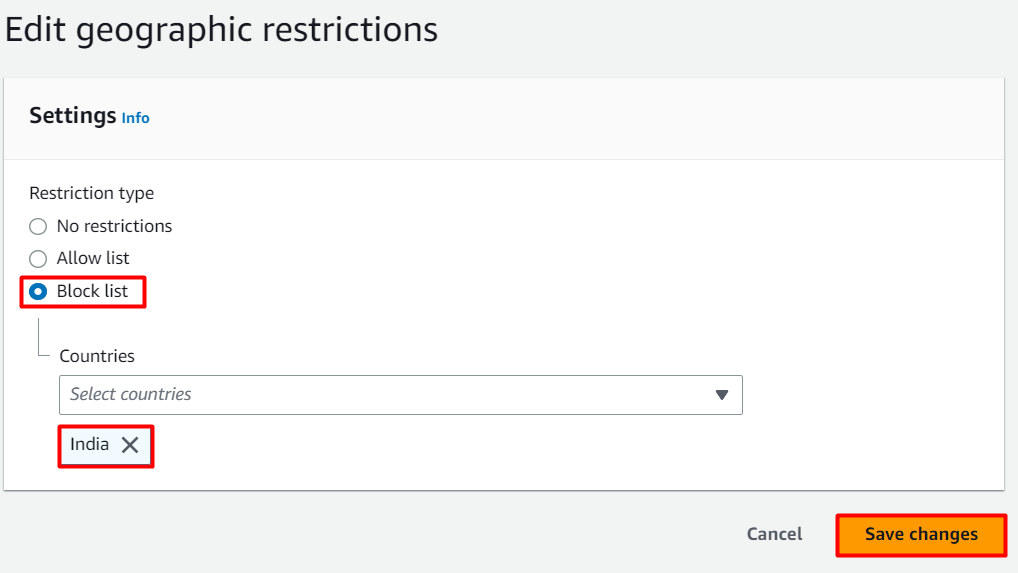 Edit geographic restrictions
Settings Info
Restriction type
No restrictions
Allow list
Block list
Countries
Select countries
India
Cancel Save changes